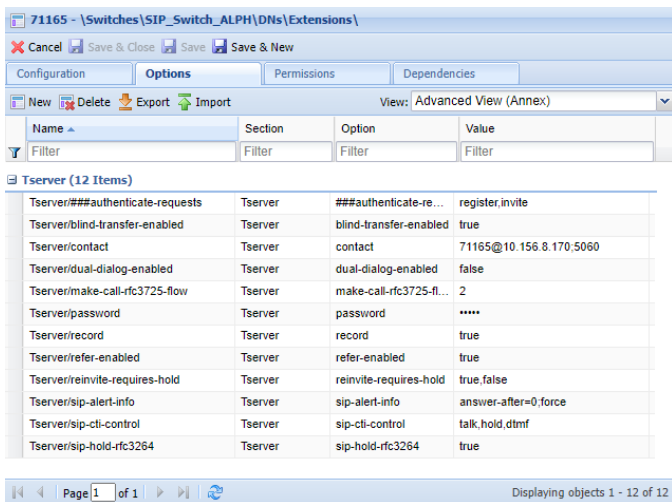 71165 - \Switches\SIP_Switch_ALPH\DNs\Extensions\
Cancel Save & Close Save Save & New
Configuration Options Permissions Dependencies
New Delete Export Import View: Advanced View (Annex)
Name Section Option Value
Filter Filter Filter Filter
Tserver (12 Items)
Tserver/###authenticate-requests Tserver ###authenticate-re... register,invite
Tserver/blind-transfer-enabled Tserver blind-transfer-enabled true
Tserver/contact Tserver contact 71165@10.156.8.170;5060
Tserver/dual-dialog-enabled Tserver dual-dialog-enabled false
Tserver/make-call-rfc3725-flow Tserver make-call-rfc3725-fl... 2
Tserver/password Tserver password •••••
Tserver/record Tserver record true
Tserver/refer-enabled Tserver refer-enabled true
Tserver/reinvite-requires-hold Tserver reinvite-requires-hold true,false
Tserver/sip-alert-info Tserver sip-alert-info answer-after=0;force
Tserver/sip-cti-control Tserver sip-cti-control talk,hold,dtmf
Tserver/sip-hold-rfc3264 Tserver sip-hold-rfc3264 true
Page 1 of 1 Displaying objects 1 - 12 of 12